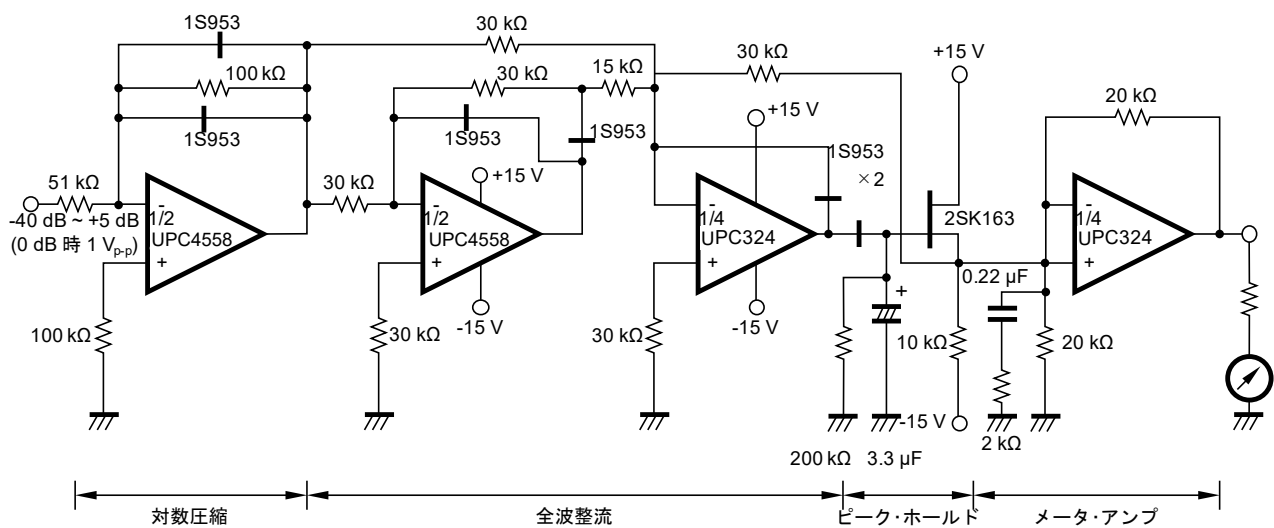 1S953
30 kΩ
+15 V
100 kΩ
30 kΩ
15 kΩ
30 kΩ
20 kΩ
1S953
1S953
1S953
+15 V
1S953
×2
51 kΩ
-40 dB ~ +5 dB
(0 dB 時 1 Vp-p)
-
1/2
UPC4558
+
30 kΩ
+15 V
-
1/2
UPC4558
+
-15 V
-
1/4
UPC324
+
-15 V
2SK163
0.22 µF
-
1/4
UPC324
+
100 kΩ
30 kΩ
30 kΩ
+
10 kΩ
20 kΩ
-15 V
2 kΩ
200 kΩ
3.3 µF
対数圧縮
全波整流
ピーク・ホールド
メータ・アンプ